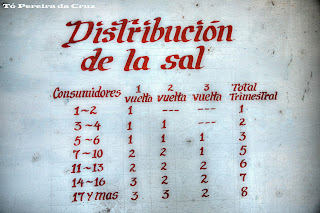 Tó Pereira da Cruz
Distribución
de la sal
Consumidores 1 vuelta 2 vuelta 3 vuelta Total Trimestral
1~2 1 --- --- 1
3~4 1 1 --- 2
5~6 1 1 1 3
7~10 2 2 1 5
11~13 2 2 2 6
14~16 3 2 2 7
17 y mas 3 3 2 8